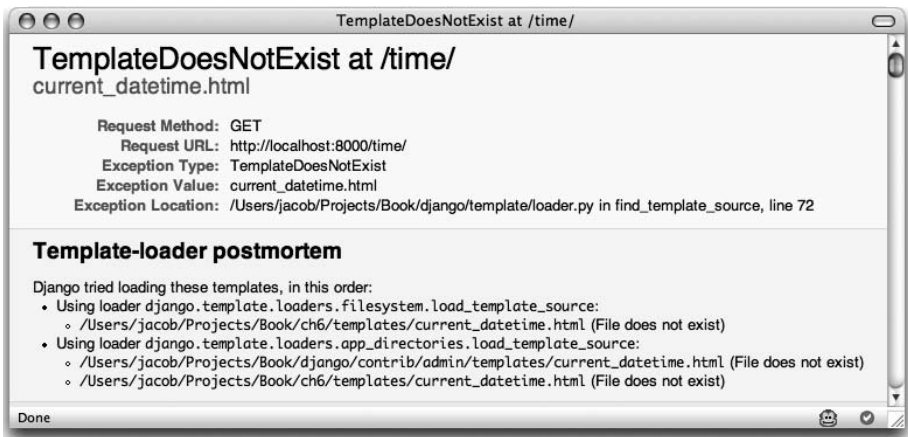 TemplateDoesNotExist at /time/
TemplateDoesNotExist at /time/
current_datetime.html
Request Method: GET
Request URL: http://localhost:8000/time/
Exception Type: TemplateDoesNotExist
Exception Value: current_datetime.html
Exception Location: /Users/jacob/Projects/Book/django/template/loader.py in find_template_source, line 72
Template-loader postmortem
Django tried loading these templates, in this order:
• Using loader django.template.loaders.filesystem.load_template_source:
◦ /Users/jacob/Projects/Book/ch6/templates/current_datetime.html (File does not exist)
• Using loader django.template.loaders.app_directories.load_template_source:
◦ /Users/jacob/Projects/Book/django/contrib/admin/templates/current_datetime.html (File does not exist)
◦ /Users/jacob/Projects/Book/ch6/templates/current_datetime.html (File does not exist)
Done